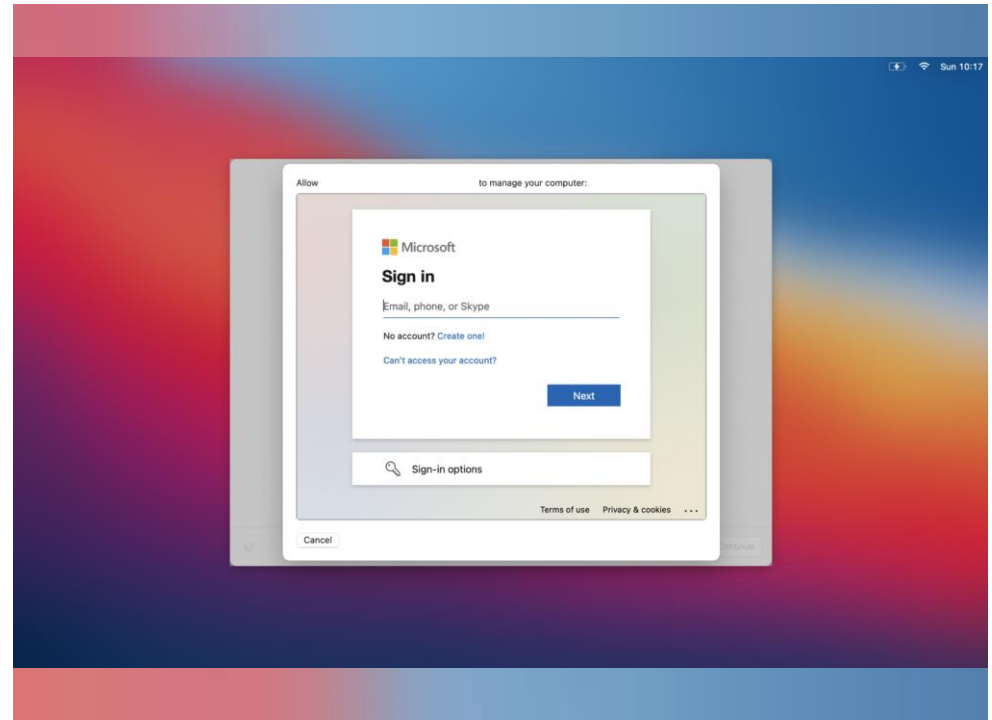 Sun 10:17
Allow to manage your computer:
Microsoft
Sign in
Email, phone, or Skype
No account? Create one!
Can't access your account?
Next
Sign-in options
Terms of use Privacy & cookies ...
Cancel
Continue